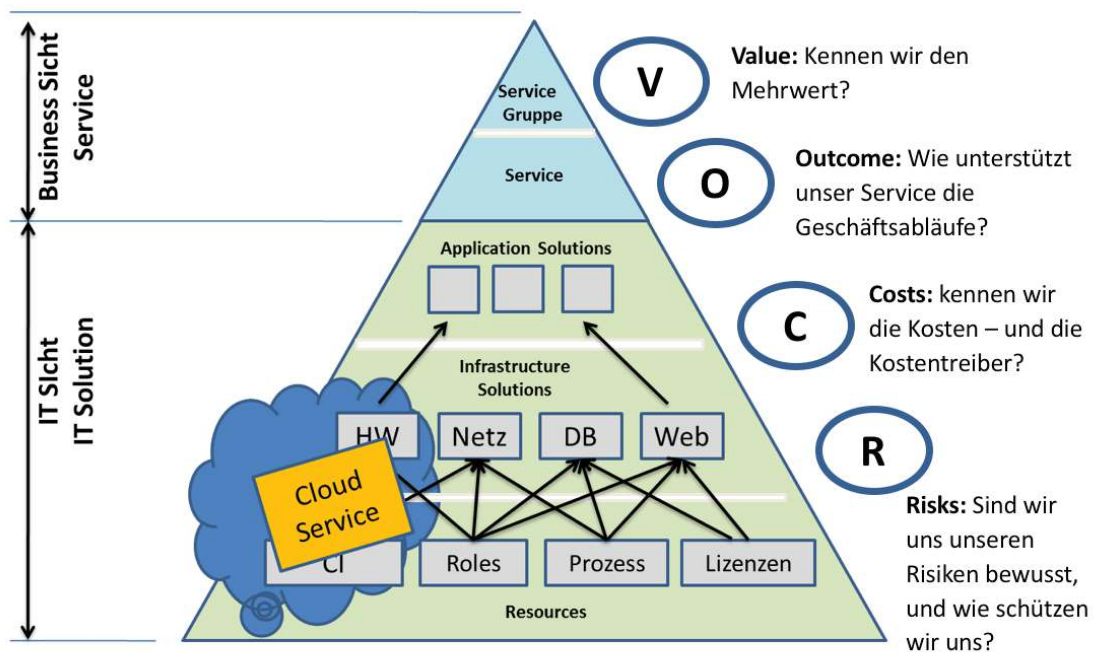 Business Sicht
Service
IT Sicht
IT Solution
Service
Gruppe
Service
Application Solutions
Infrastructure
Solutions
HW
Netz
DB
Web
Cloud
Service
CI
Roles
Prozess
Lizenzen
Resources
V
Value: Kennen wir den
Mehrwert?
O
Outcome: Wie unterstützt
unser Service die
Geschäftsabläufe?
C
Costs: kennen wir
die Kosten – und die
Kostentreiber?
R
Risks: Sind wir
uns unseren
Risiken bewusst,
und wie schützen
wir uns?